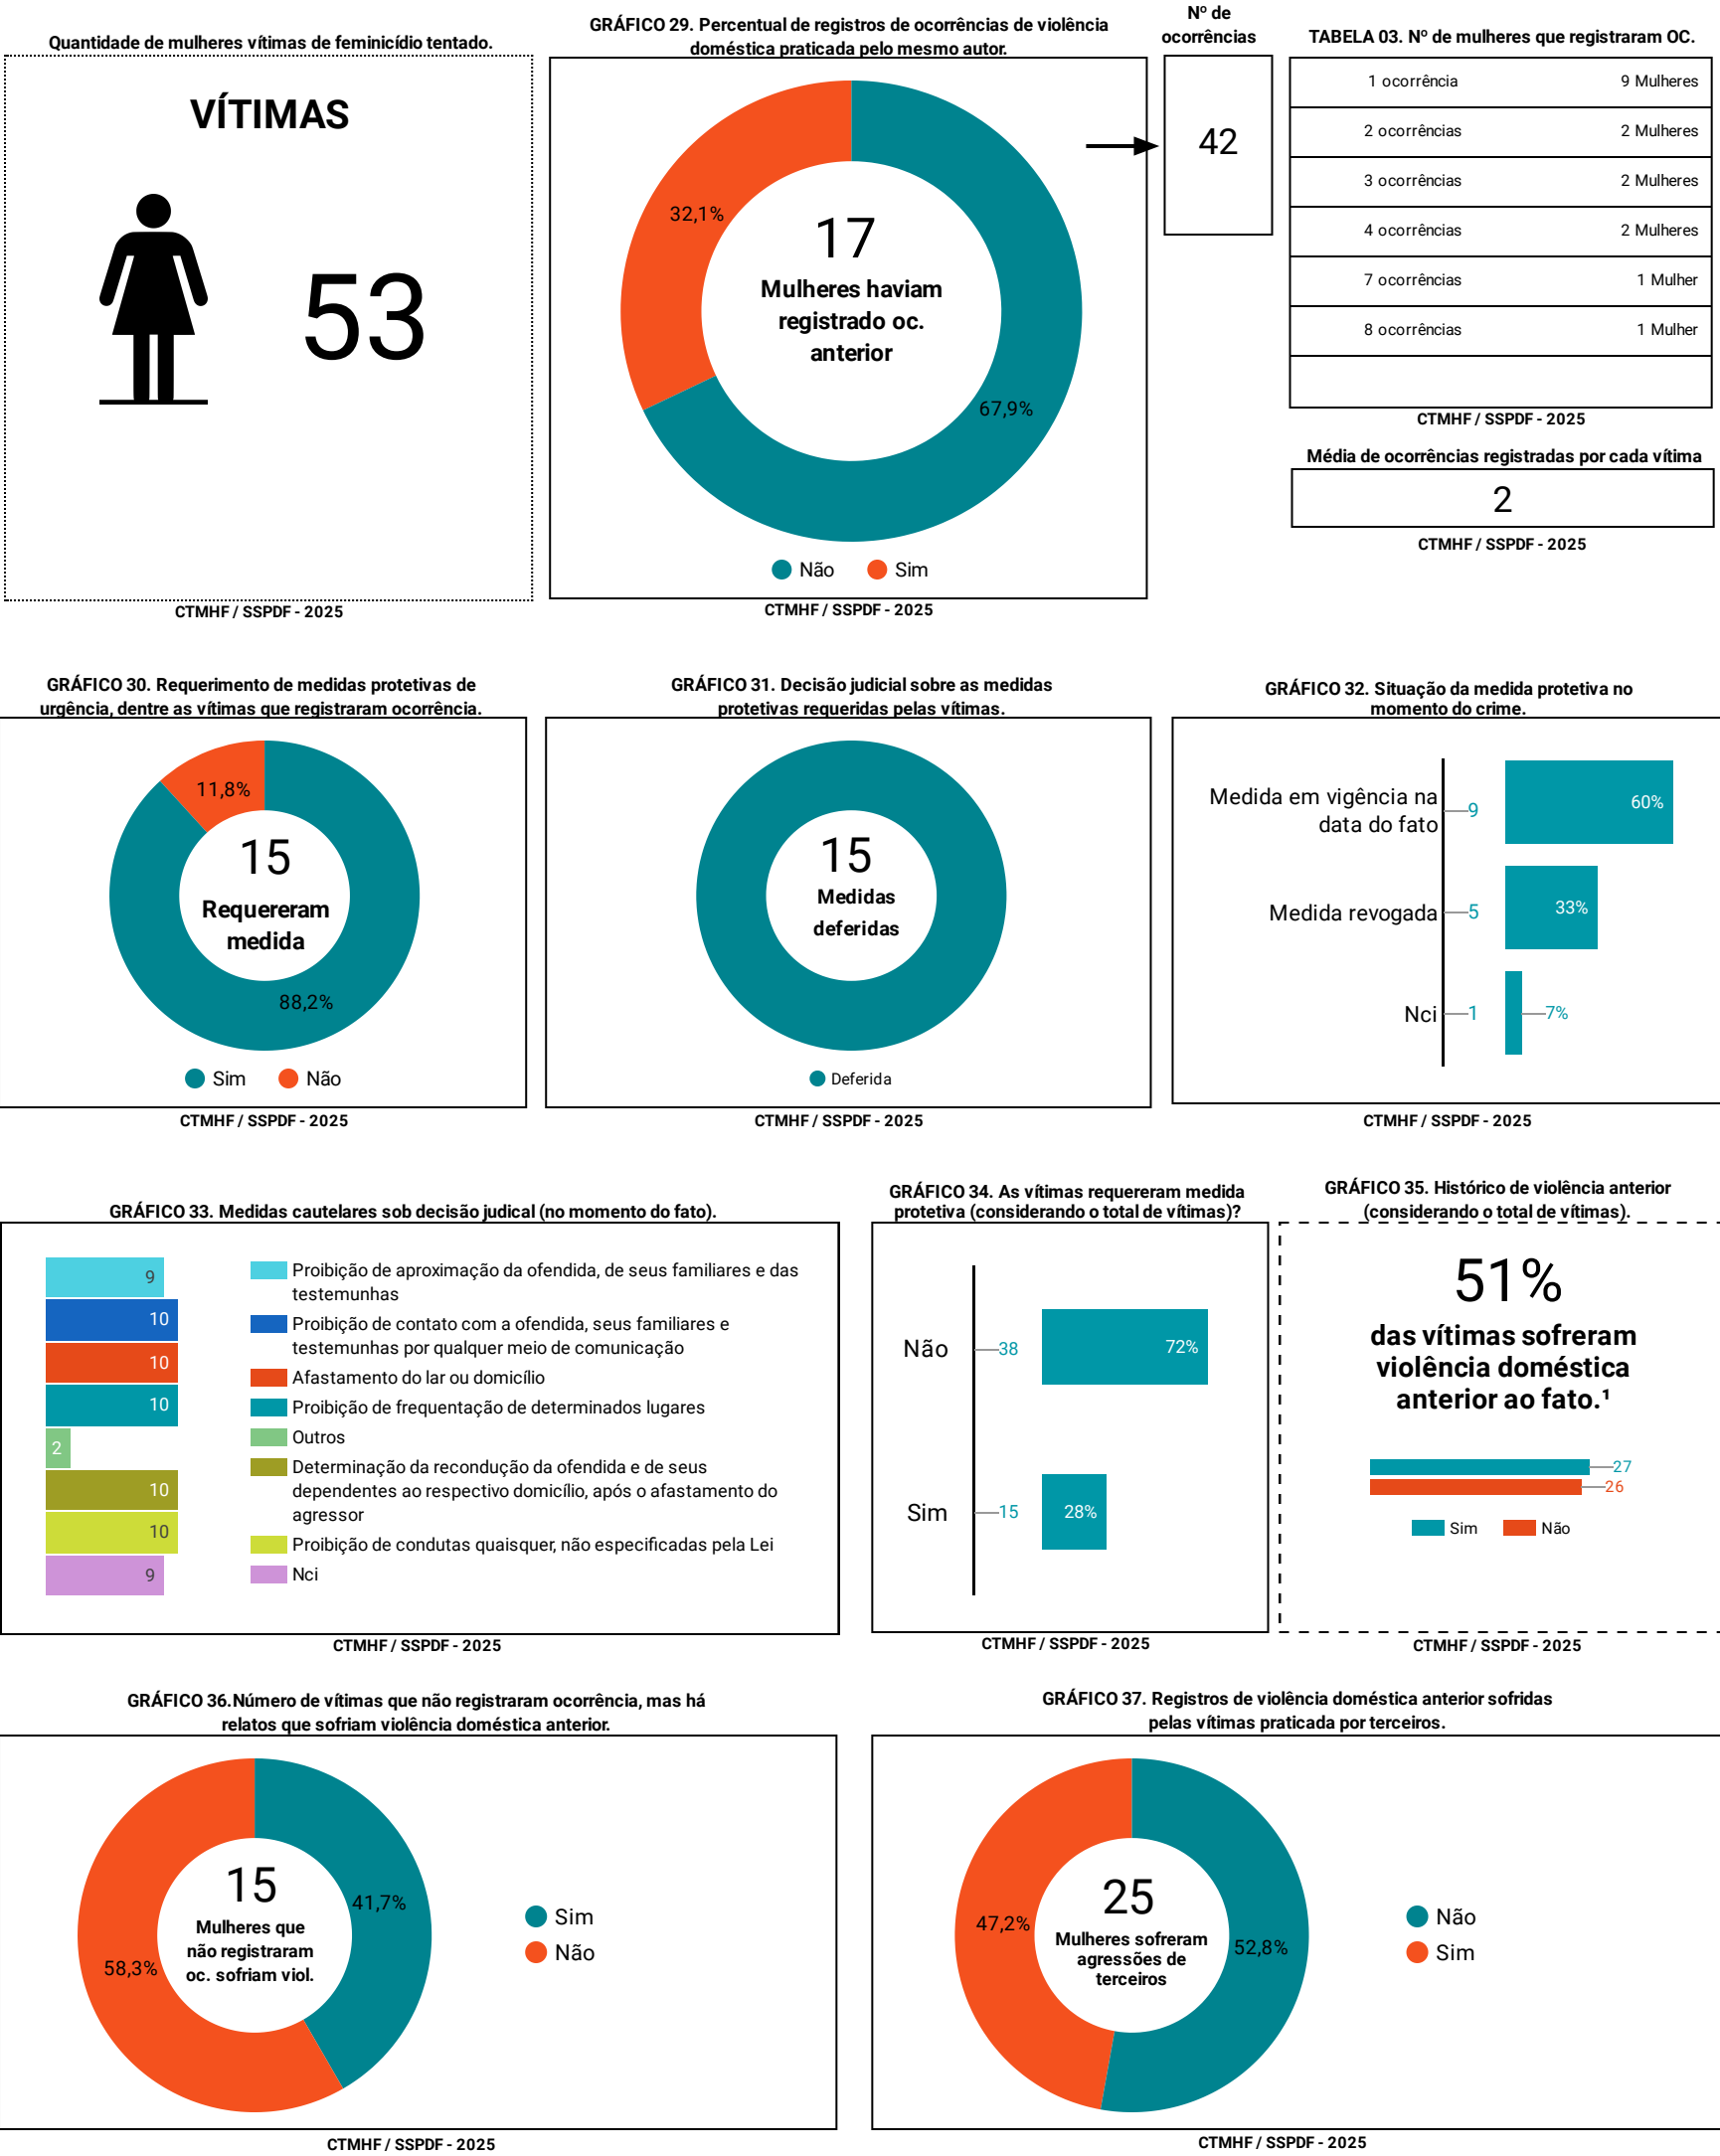 Quantidade de mulheres vítimas de feminicídio tentado.
VÍTIMAS
53
CTMHF / SSPDF - 2025
GRÁFICO 29. Percentual de registros de ocorrências de violência
doméstica praticada pelo mesmo autor.
32,1%
17
Mulheres haviam
registrado oc.
anterior
67,9%
Não Sim
CTMHF / SSPDF - 2025
Nº de
ocorrências
42
TABELA 03. Nº de mulheres que registraram OC.
1 ocorrência 9 Mulheres
2 ocorrências 2 Mulheres
3 ocorrências 2 Mulheres
4 ocorrências 2 Mulheres
7 ocorrências 1 Mulher
8 ocorrências 1 Mulher
CTMHF / SSPDF - 2025
Média de ocorrências registradas por cada vítima
2
CTMHF / SSPDF - 2025
GRÁFICO 30. Requerimento de medidas protetivas de
urgência, dentre as vítimas que registraram ocorrência.
11,8%
15
Requereram
medida
88,2%
Sim Não
CTMHF / SSPDF - 2025
GRÁFICO 31. Decisão judicial sobre as medidas
protetivas requeridas pelas vítimas.
15
Medidas
deferidas
Deferida
CTMHF / SSPDF - 2025
GRÁFICO 32. Situação da medida protetiva no
momento do crime.
Medida em vigência na
data do fato
9 60%
Medida revogada 5 33%
Nci 1 7%
CTMHF / SSPDF - 2025
GRÁFICO 33. Medidas cautelares sob decisão judicial (no momento do fato).
9
10
10
10
2
10
10
9
Proibição de aproximação da ofendida, de seus familiares e das
testemunhas
Proibição de contato com a ofendida, seus familiares e
testemunhas por qualquer meio de comunicação
Afastamento do lar ou domicílio
Proibição de frequentação de determinados lugares
Outros
Determinação da recondução da ofendida e de seus
dependentes ao respectivo domicílio, após o afastamento do
agressor
Proibição de condutas quaisquer, não especificadas pela Lei
Nci
CTMHF / SSPDF - 2025
GRÁFICO 34. As vítimas requereram medida
protetiva (considerando o total de vítimas)?
Não 38 72%
Sim 15 28%
CTMHF / SSPDF - 2025
GRÁFICO 35. Histórico de violência anterior
(considerando o total de vítimas).
51%
das vítimas sofreram
violência doméstica
anterior ao fato.¹
27
26
Sim Não
CTMHF / SSPDF - 2025
GRÁFICO 36.Número de vítimas que não registraram ocorrência, mas há
relatos que sofriam violência doméstica anterior.
15
Mulheres que
não registraram
oc. sofriam viol.
41,7%
58,3%
Sim
Não
CTMHF / SSPDF - 2025
GRÁFICO 37. Registros de violência doméstica anterior sofridas
pelas vítimas praticada por terceiros.
25
Mulheres sofreram
agressões de
terceiros
47,2%
52,8%
Não
Sim
CTMHF / SSPDF - 2025